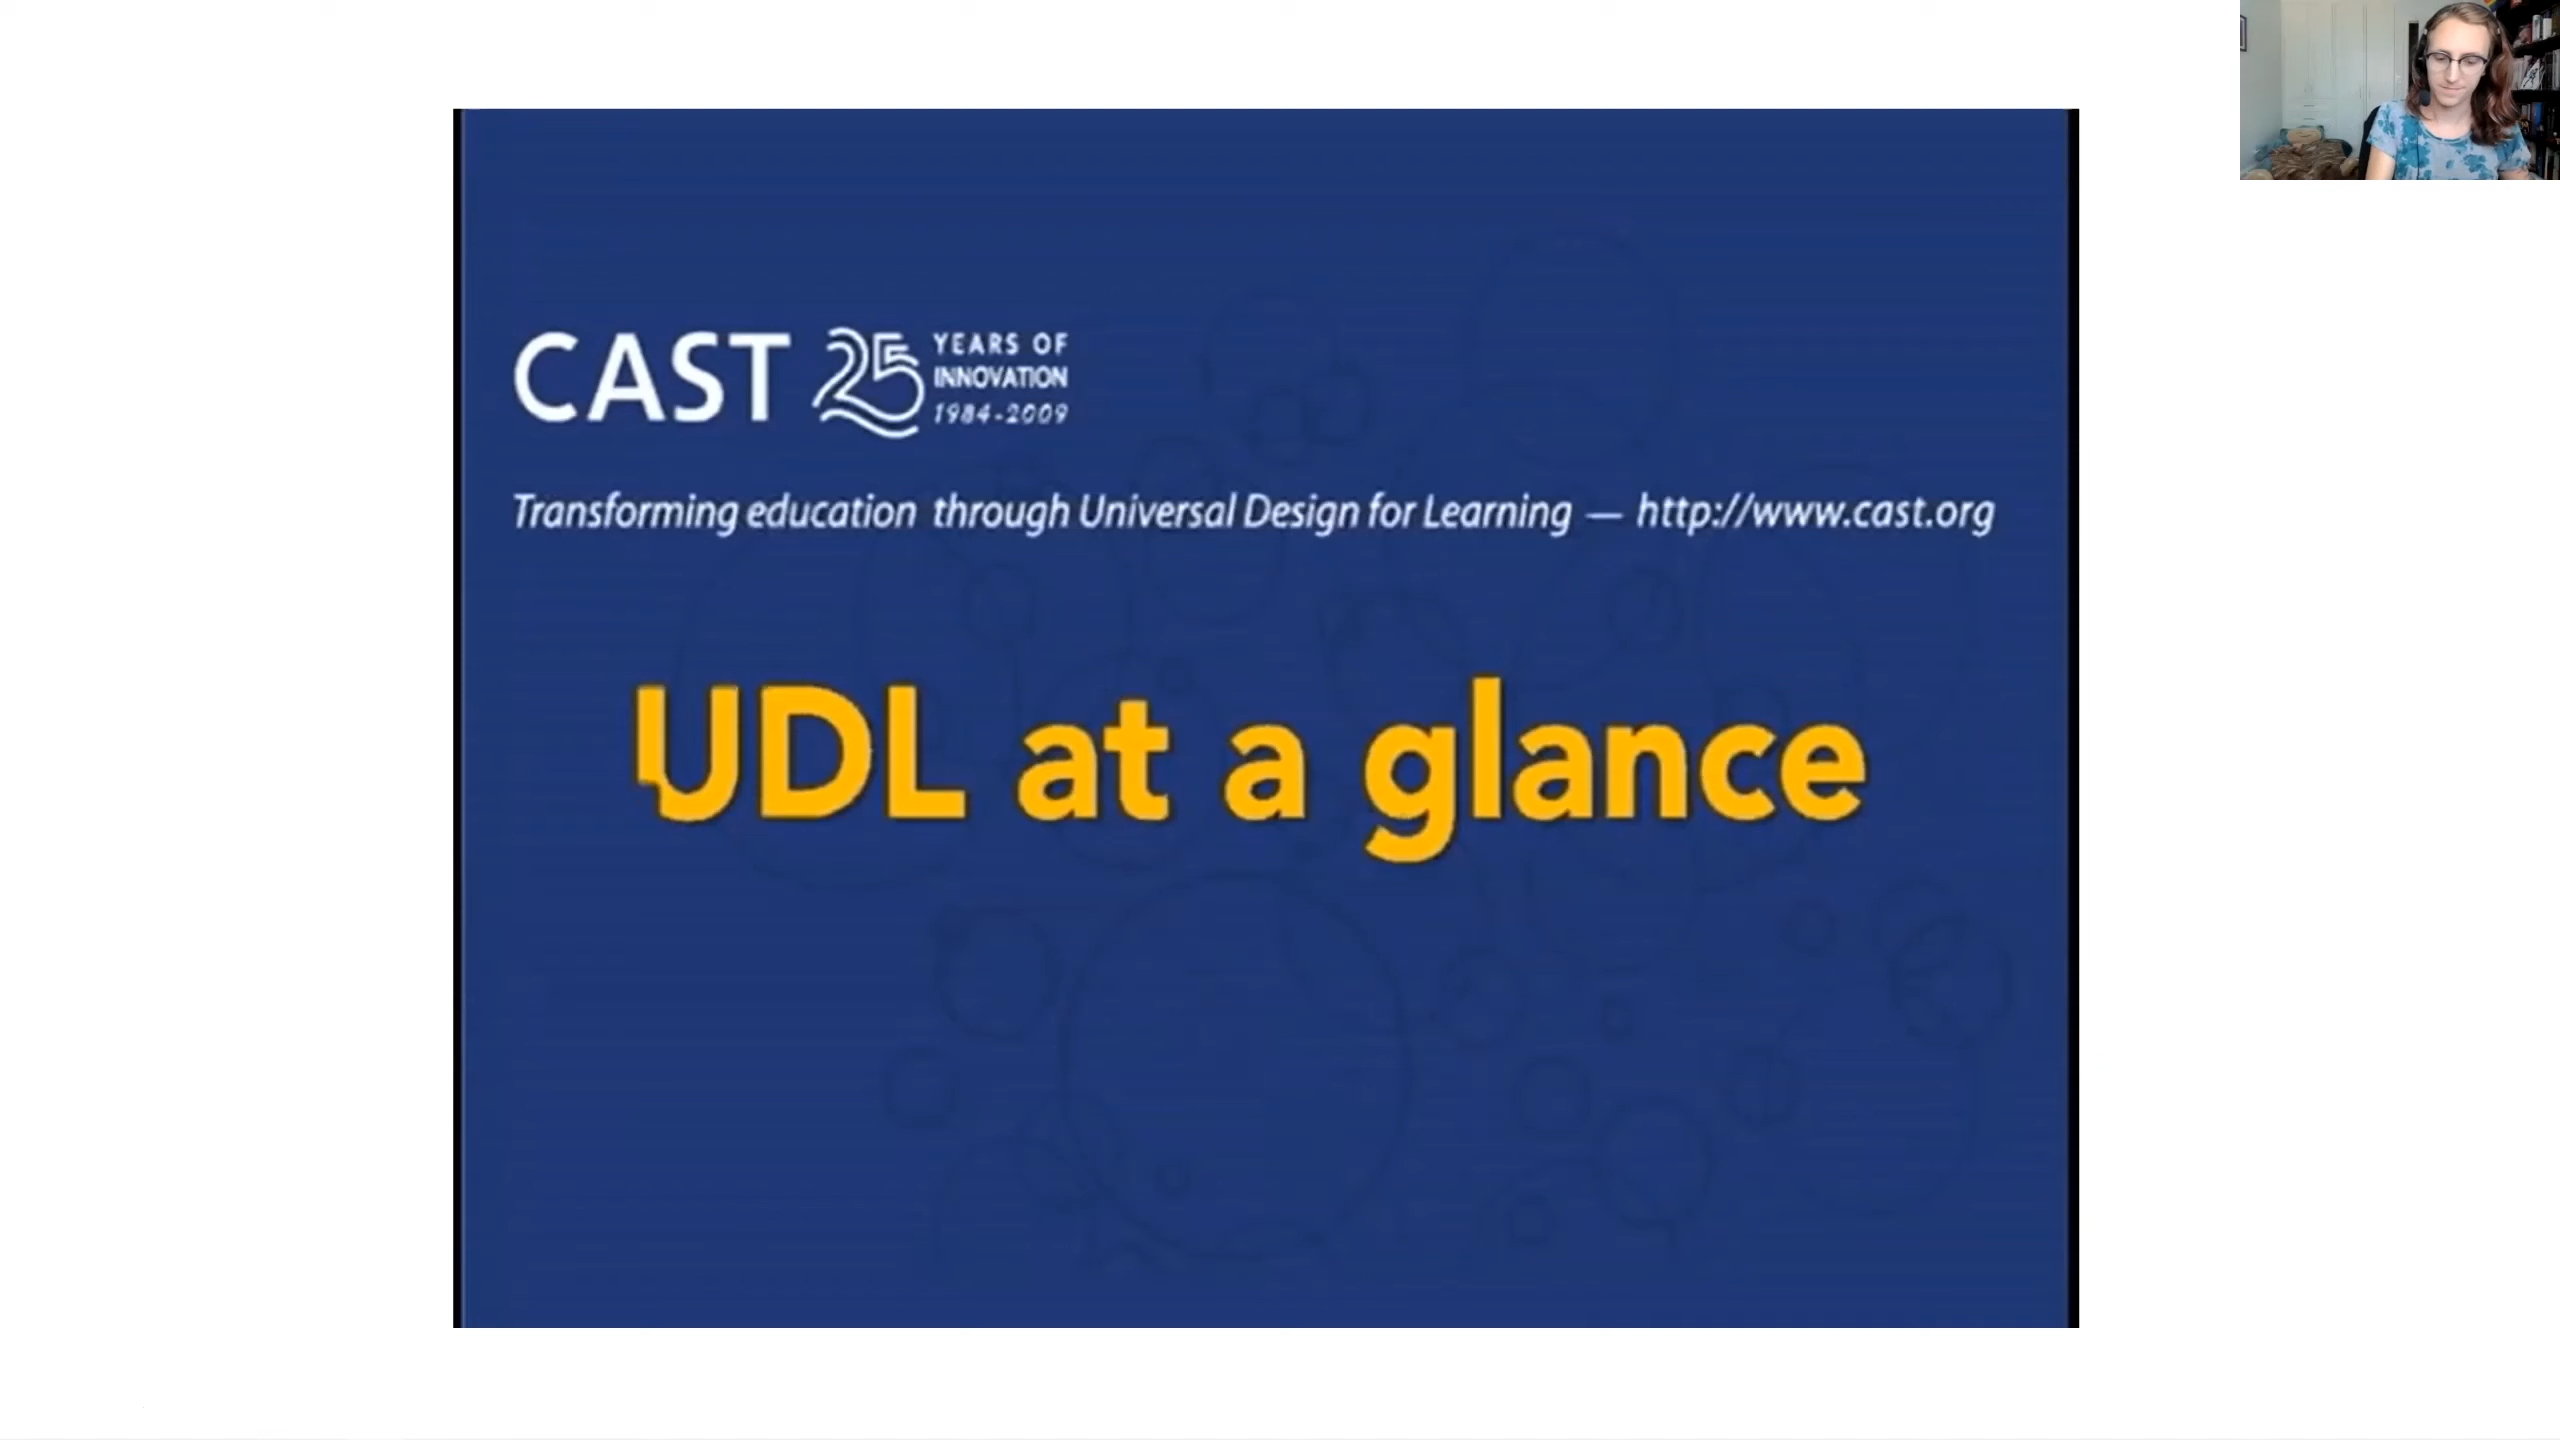 CAST 25 YEARS OF
INNOVATION
1984-2009
Transforming education through Universal Design for Learning — http://www.cast.org
UDL at a glance